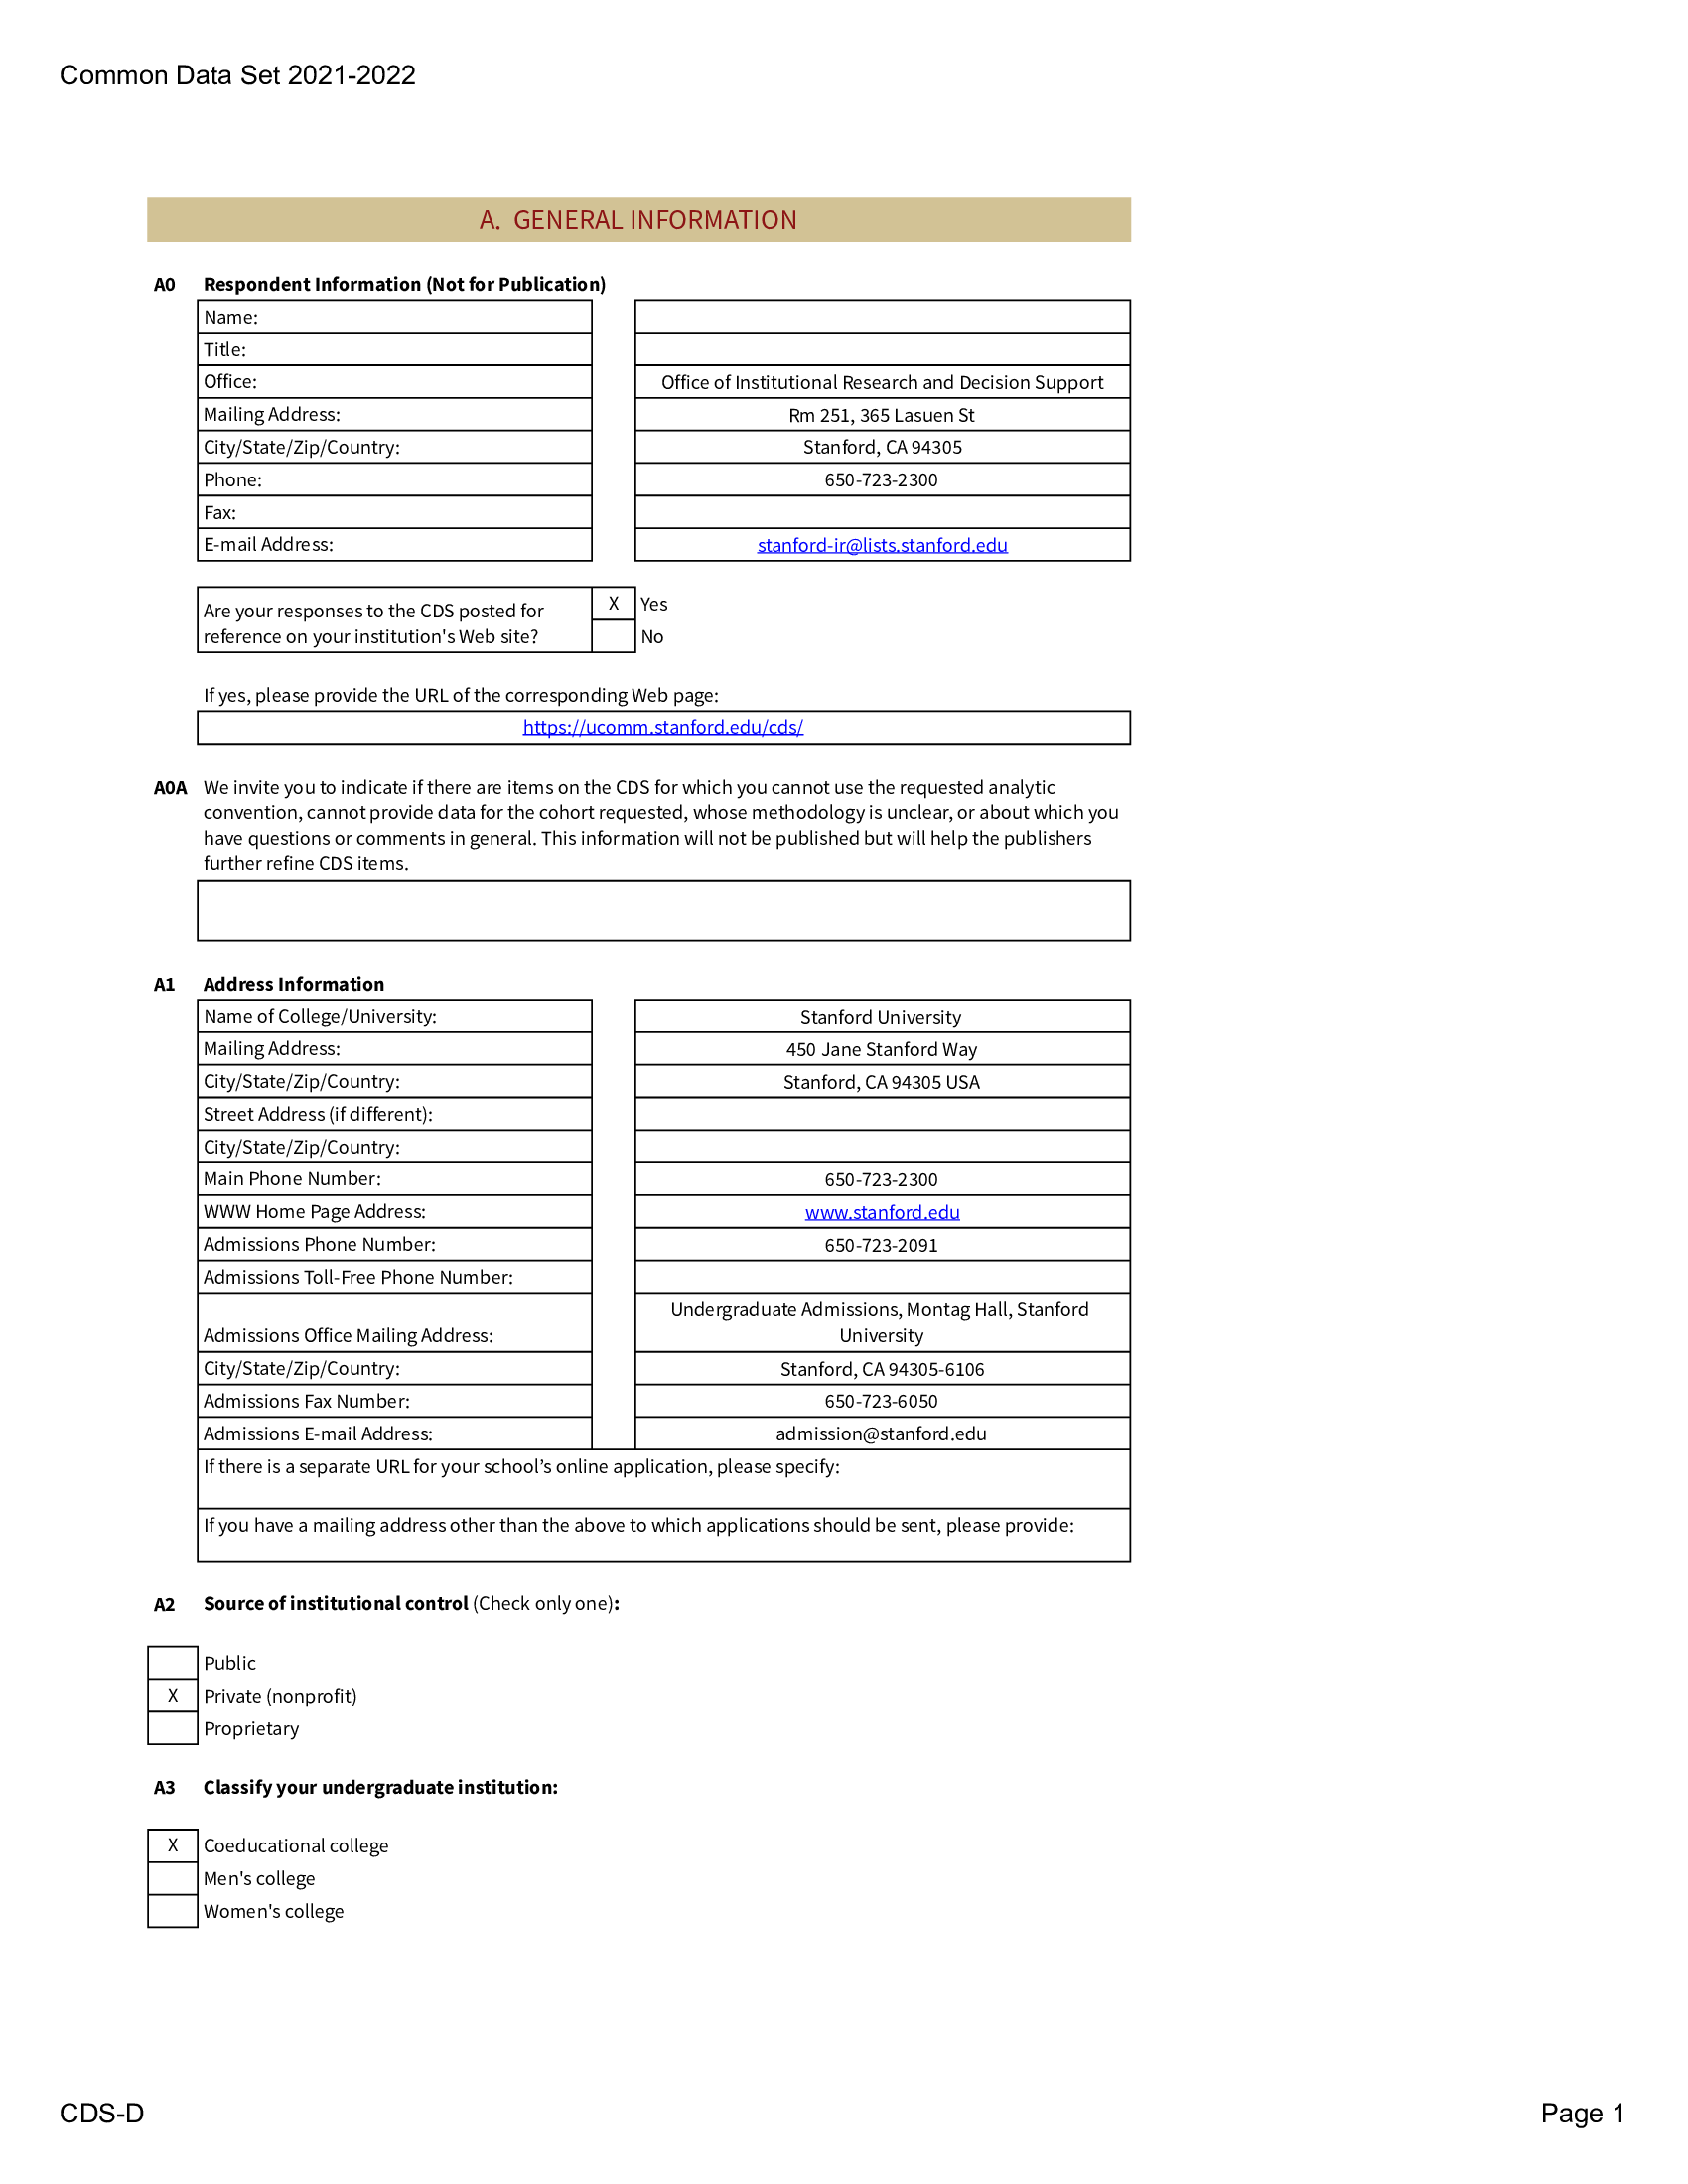 Common Data Set 2021-2022
A. GENERAL INFORMATION
A0 Respondent Information (Not for Publication)
Name:
Title:
Office: Office of Institutional Research and Decision Support
Mailing Address: Rm 251, 365 Lasuen St
City/State/Zip/Country: Stanford, CA 94305
Phone: 650-723-2300
Fax:
E-mail Address: stanford-ir@lists.stanford.edu
Are your responses to the CDS posted for
reference on your institution's Web site?
X Yes
No
If yes, please provide the URL of the corresponding Web page:
https://ucomm.stanford.edu/cds/
A0A We invite you to indicate if there are items on the CDS for which you cannot use the requested analytic
convention, cannot provide data for the cohort requested, whose methodology is unclear, or about which you
have questions or comments in general. This information will not be published but will help the publishers
further refine CDS items.
A1 Address Information
Name of College/University: Stanford University
Mailing Address: 450 Jane Stanford Way
City/State/Zip/Country: Stanford, CA 94305 USA
Street Address (if different):
City/State/Zip/Country:
Main Phone Number: 650-723-2300
WWW Home Page Address: www.stanford.edu
Admissions Phone Number: 650-723-2091
Admissions Toll-Free Phone Number:
Admissions Office Mailing Address: Undergraduate Admissions, Montag Hall, Stanford
University
City/State/Zip/Country: Stanford, CA 94305-6106
Admissions Fax Number: 650-723-6050
Admissions E-mail Address: admission@stanford.edu
If there is a separate URL for your school’s online application, please specify:
If you have a mailing address other than the above to which applications should be sent, please provide:
A2 Source of institutional control (Check only one):
Public
X Private (nonprofit)
Proprietary
A3 Classify your undergraduate institution:
X Coeducational college
Men's college
Women's college
CDS-D Page 1